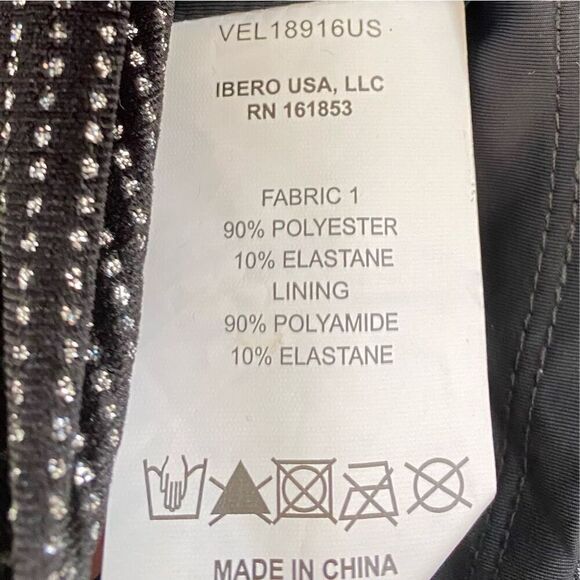 VEL18916US
IBERO USA, LLC
RN 161853
FABRIC 1
90% POLYESTER
10% ELASTANE
LINING
90% POLYAMIDE
10% ELASTANE
MADE IN CHINA